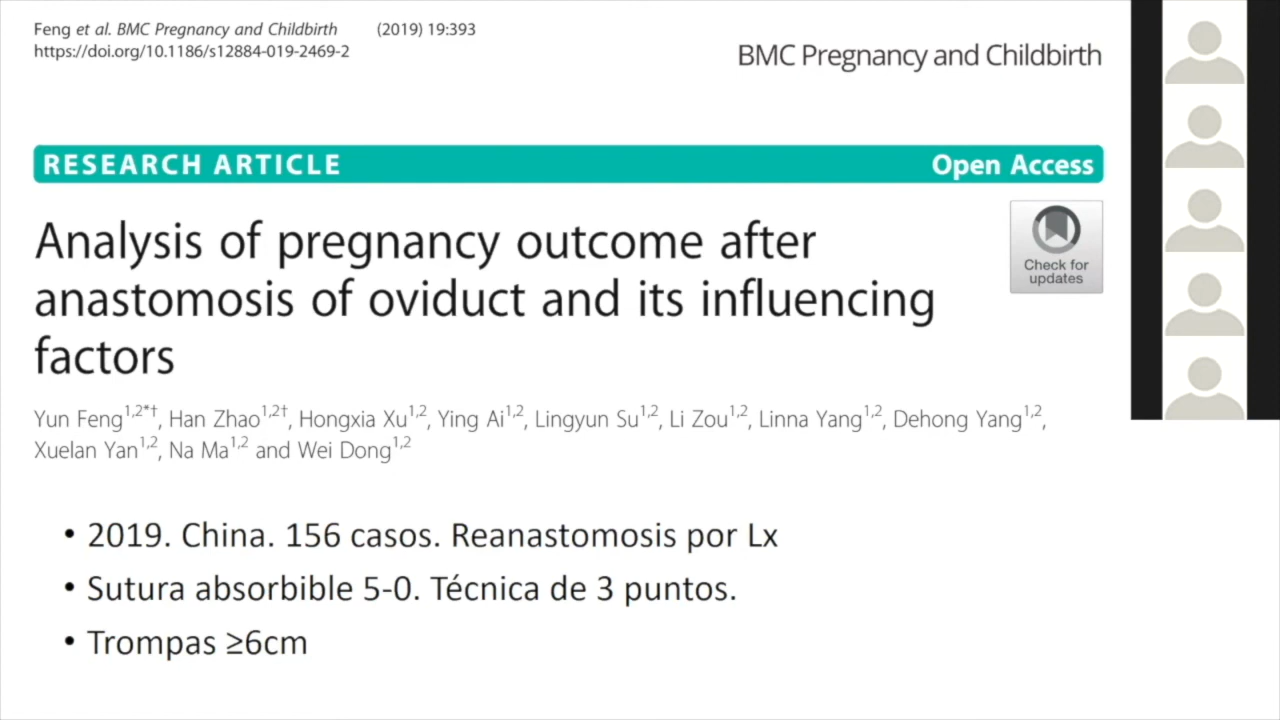 Feng et al. BMC Pregnancy and Childbirth (2019) 19:393
https://doi.org/10.1186/s12884-019-2469-2
BMC Pregnancy and Childbirth
RESEARCH ARTICLE Open Access
Analysis of pregnancy outcome after
anastomosis of oviduct and its influencing
factors
Check for
updates
Yun Feng1,2*†, Han Zhao1,2†, Hongxia Xu1,2, Ying Ai1,2, Lingyun Su1,2, Li Zou1,2, Linna Yang1,2, Dehong Yang1,2,
Xuelan Yan1,2, Na Ma1,2 and Wei Dong1,2
• 2019. China. 156 casos. Reanastomosis por Lx
• Sutura absorbible 5-0. Técnica de 3 puntos.
• Trompas ≥6cm